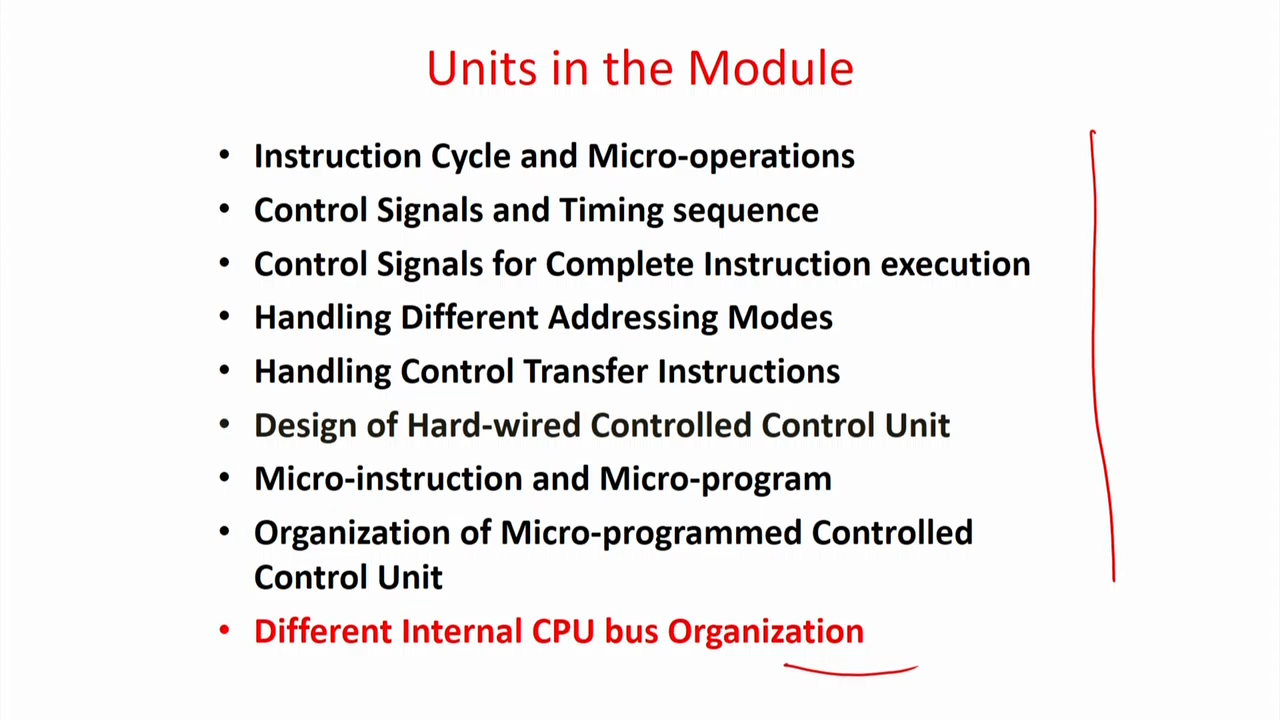 Units in the Module
• Instruction Cycle and Micro-operations
• Control Signals and Timing sequence
• Control Signals for Complete Instruction execution
• Handling Different Addressing Modes
• Handling Control Transfer Instructions
• Design of Hard-wired Controlled Control Unit
• Micro-instruction and Micro-program
• Organization of Micro-programmed Controlled
Control Unit
• Different Internal CPU bus Organization